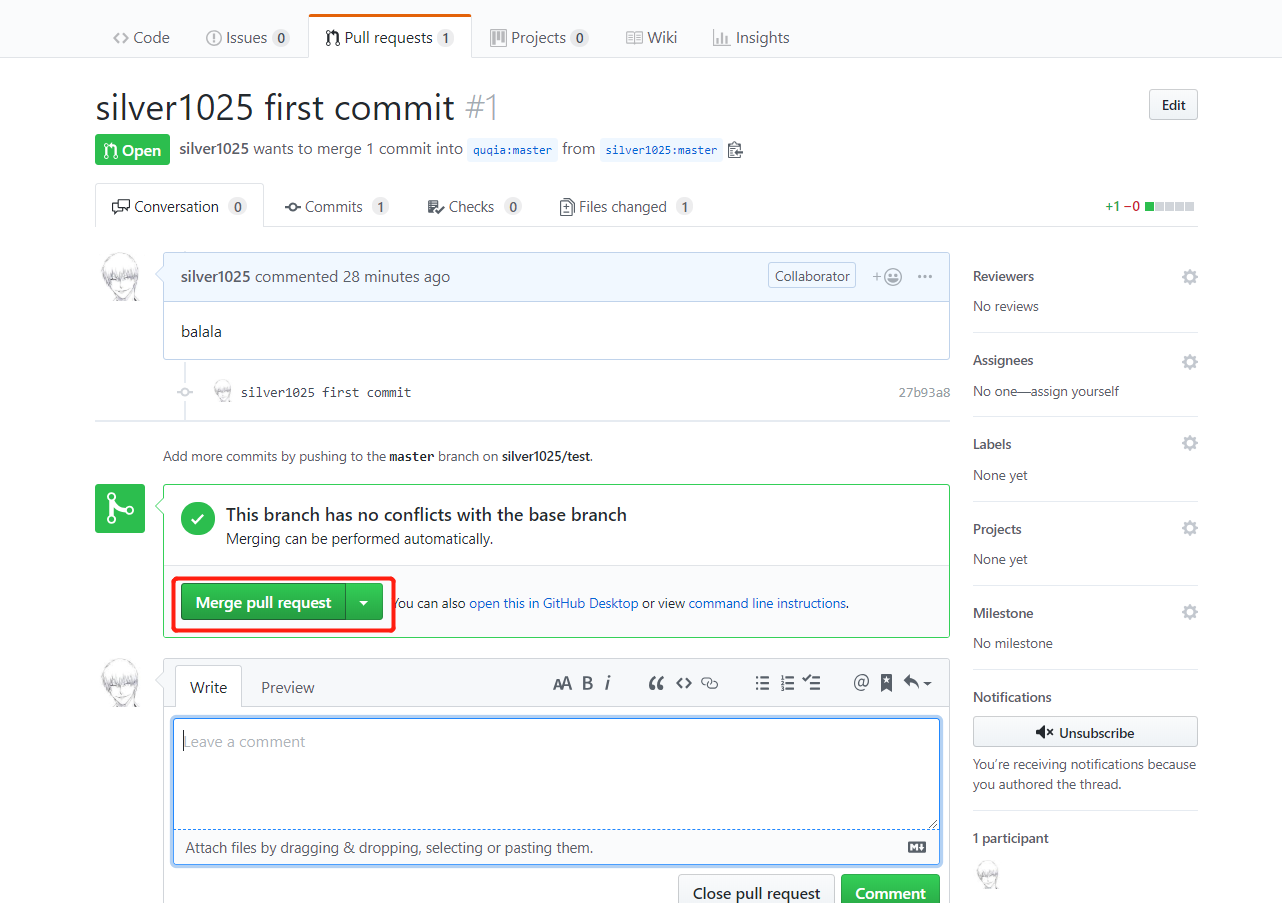 Code Issues 0 Pull requests 1 Projects 0 Wiki Insights
silver1025 first commit #1
Edit
Open silver1025 wants to merge 1 commit into quqia:master from silver1025:master
Conversation 0 Commits 1 Checks 0 Files changed 1 +1 −0
silver1025 commented 28 minutes ago Collaborator
balala
silver1025 first commit 27b93a8
Add more commits by pushing to the master branch on silver1025/test.
This branch has no conflicts with the base branch
Merging can be performed automatically.
Merge pull request You can also open this in GitHub Desktop or view command line instructions.
Write Preview AA B i
Leave a comment
Attach files by dragging & dropping, selecting or pasting them.
Close pull request Comment
Reviewers
No reviews
Assignees
No one—assign yourself
Labels
None yet
Projects
None yet
Milestone
No milestone
Notifications
Unsubscribe
You’re receiving notifications because
you authored the thread.
1 participant